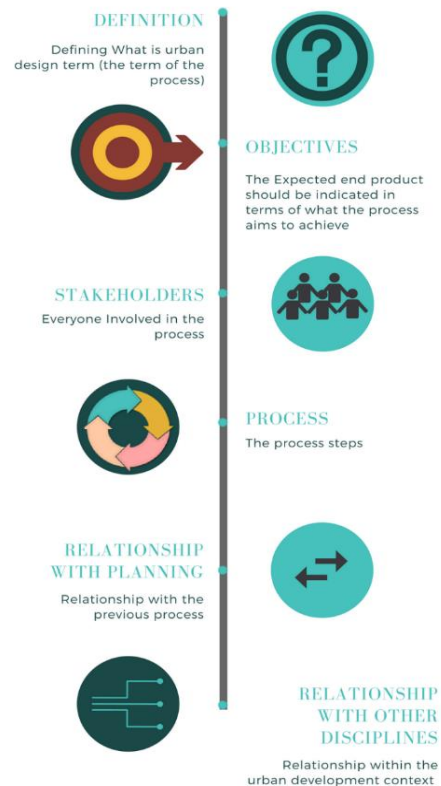 DEFINITION
Defining What is urban
design term (the term of the
process)
OBJECTIVES
The Expected end product
should be indicated in
terms of what the process
aims to achieve
STAKEHOLDERS
Everyone Involved in the
process
PROCESS
The process steps
RELATIONSHIP
WITH PLANNING
Relationship with the
previous process
RELATIONSHIP
WITH OTHER
DISCIPLINES
Relationship within the
urban development context